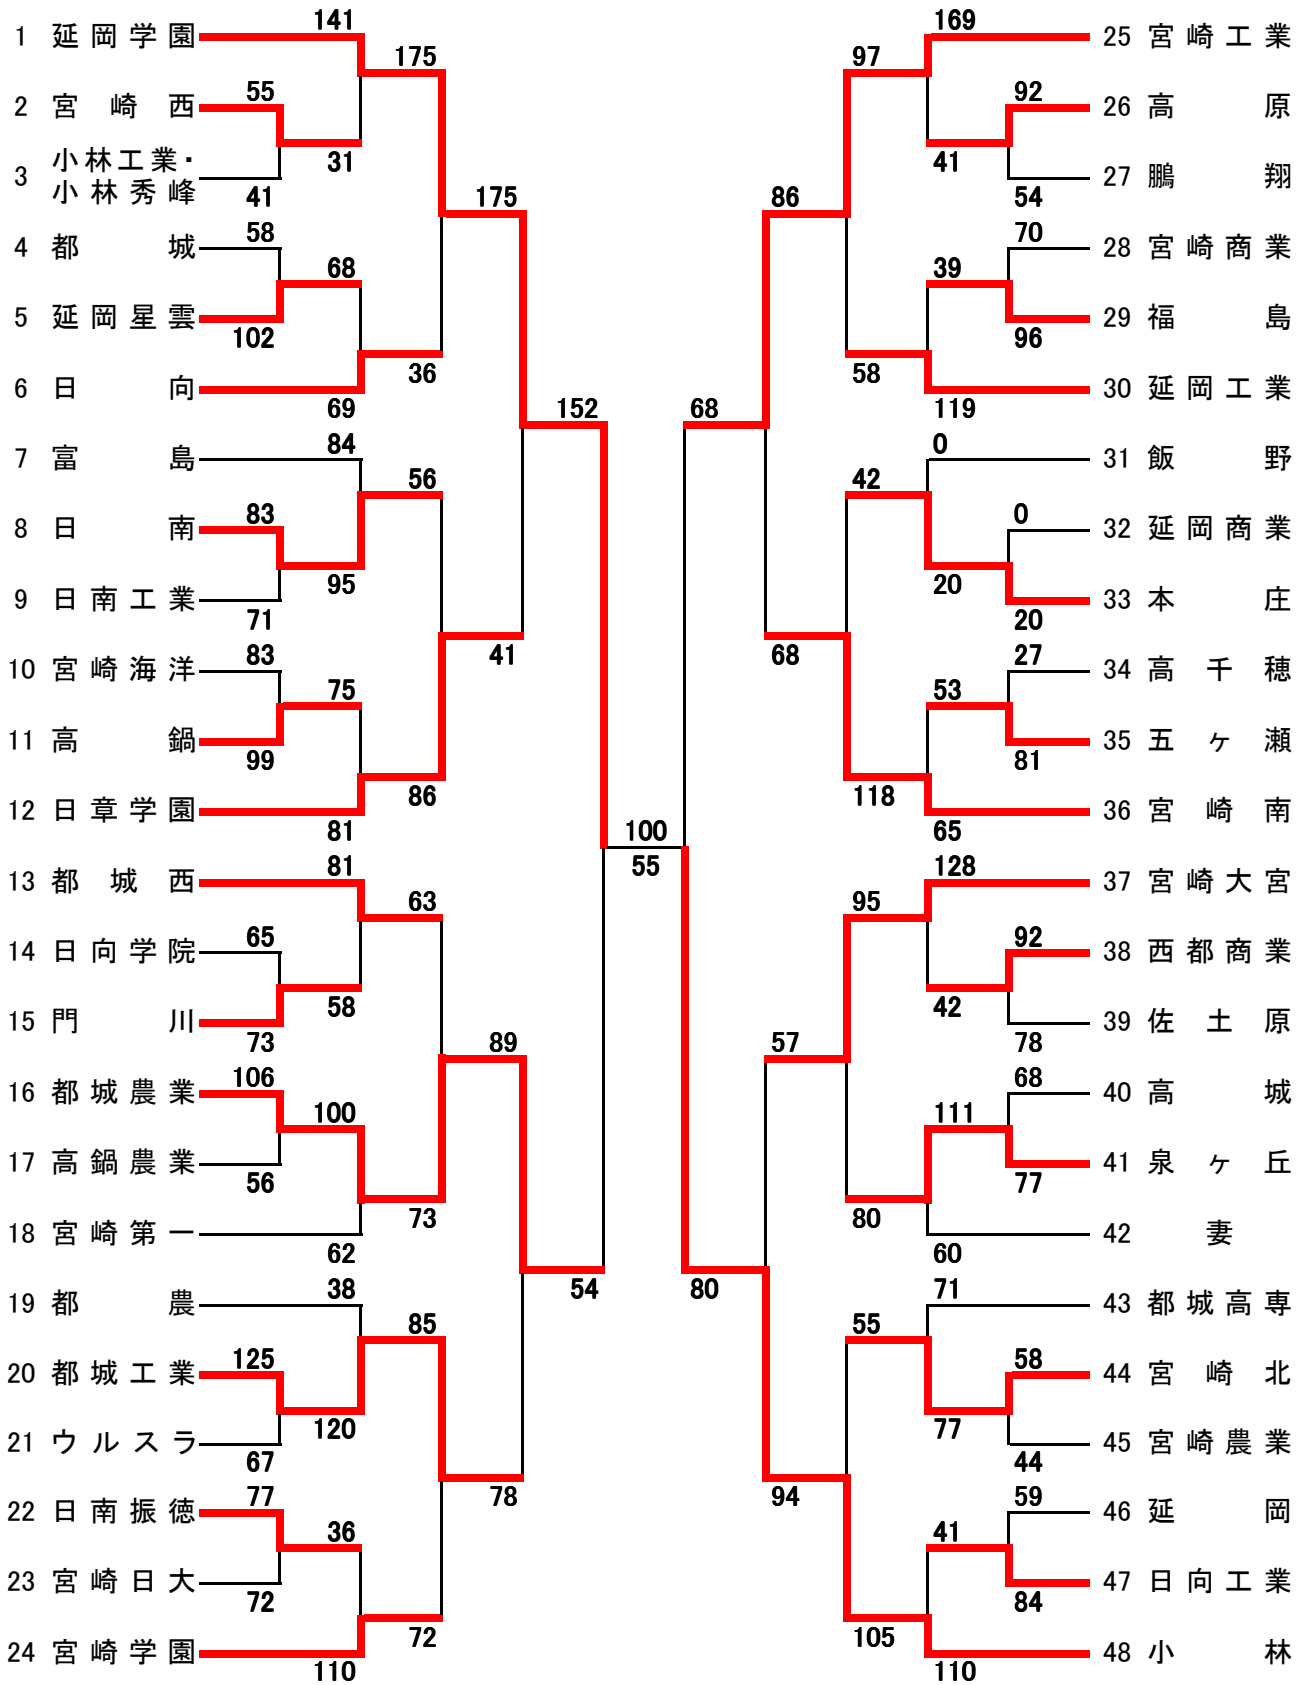 1 延岡学園
2 宮崎西
3 小林工業・
小林秀峰
4 都城
5 延岡星雲
6 日向
7 富島
8 日南
9 日南工業
10 宮崎海洋
11 高鍋
12 日章学園
13 都城西
14 日向学院
15 門川
16 都城農業
17 高鍋農業
18 宮崎第一
19 都農
20 都城工業
21 ウルスラ
22 日南振徳
23 宮崎日大
24 宮崎学園
55
41
58
102
83
71
83
99
65
73
106
56
125
67
77
72
141
31
68
69
84
95
75
81
81
58
100
62
38
120
36
110
175
36
56
86
63
73
85
72
175
41
89
78
152
54
100
55
68
80
86
68
57
94
97
58
42
118
95
80
55
105
169
41
39
119
0
20
53
65
128
42
111
60
71
77
41
110
92
54
70
96
0
20
27
81
92
78
68
77
58
44
59
84
25 宮崎工業
26 高原
27 鵬翔
28 宮崎商業
29 福島
30 延岡工業
31 飯野
32 延岡商業
33 本庄
34 高千穂
35 五ヶ瀬
36 宮崎南
37 宮崎大宮
38 西都商業
39 佐土原
40 高城
41 泉ヶ丘
42 妻
43 都城高専
44 宮崎北
45 宮崎農業
46 延岡
47 日向工業
48 小林